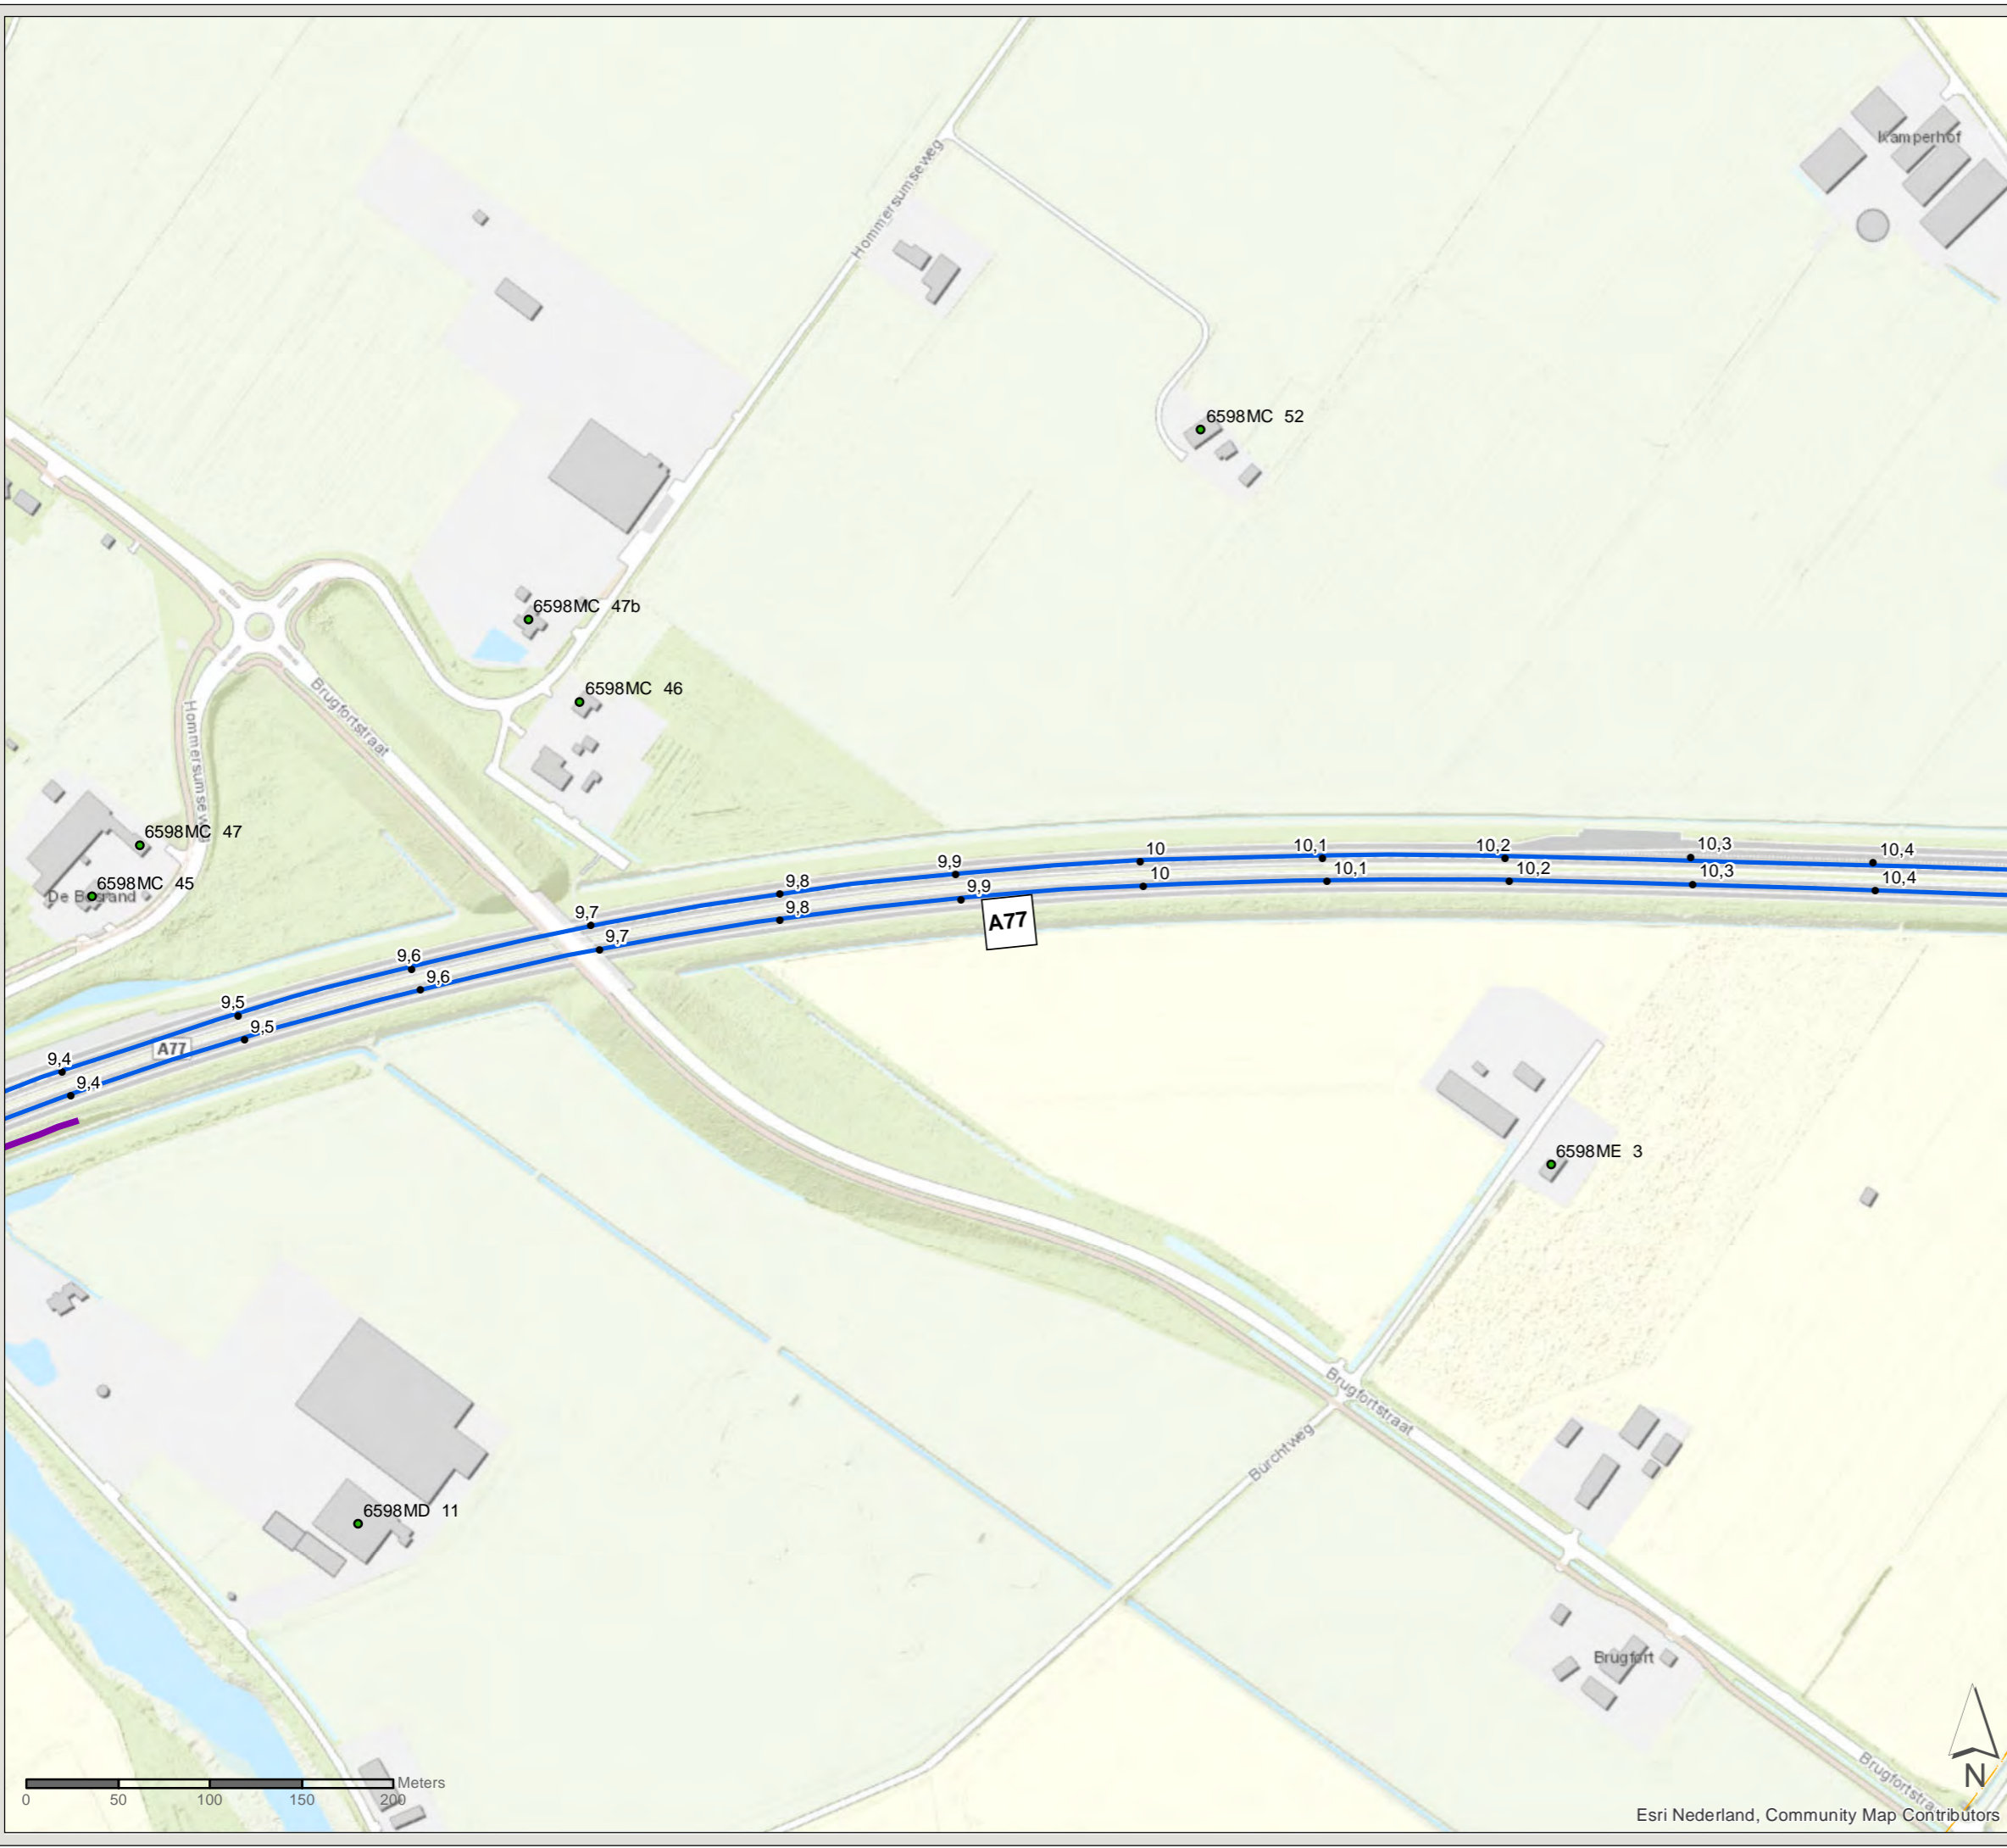 Kamperhof
Hommersumseweg
6598MC 52
6598MC 47b
6598MC 46
Brugfortstraat
Hommersumseweg
6598MC 47
6598MC 45
10
10,1
10,2
10,3
10,4
9,9
9,8
9,7
9,6
9,5
9,4
10
10,1
10,2
10,3
10,4
9,9
9,8
9,7
9,6
9,5
9,4
A77
A77
6598ME 3
Brugfortstraat
Burchtweg
6598MD 11
Brugfort
Brugfortstra
N
Meters
0 50 100 150 200
Esri Nederland, Community Map Contributors